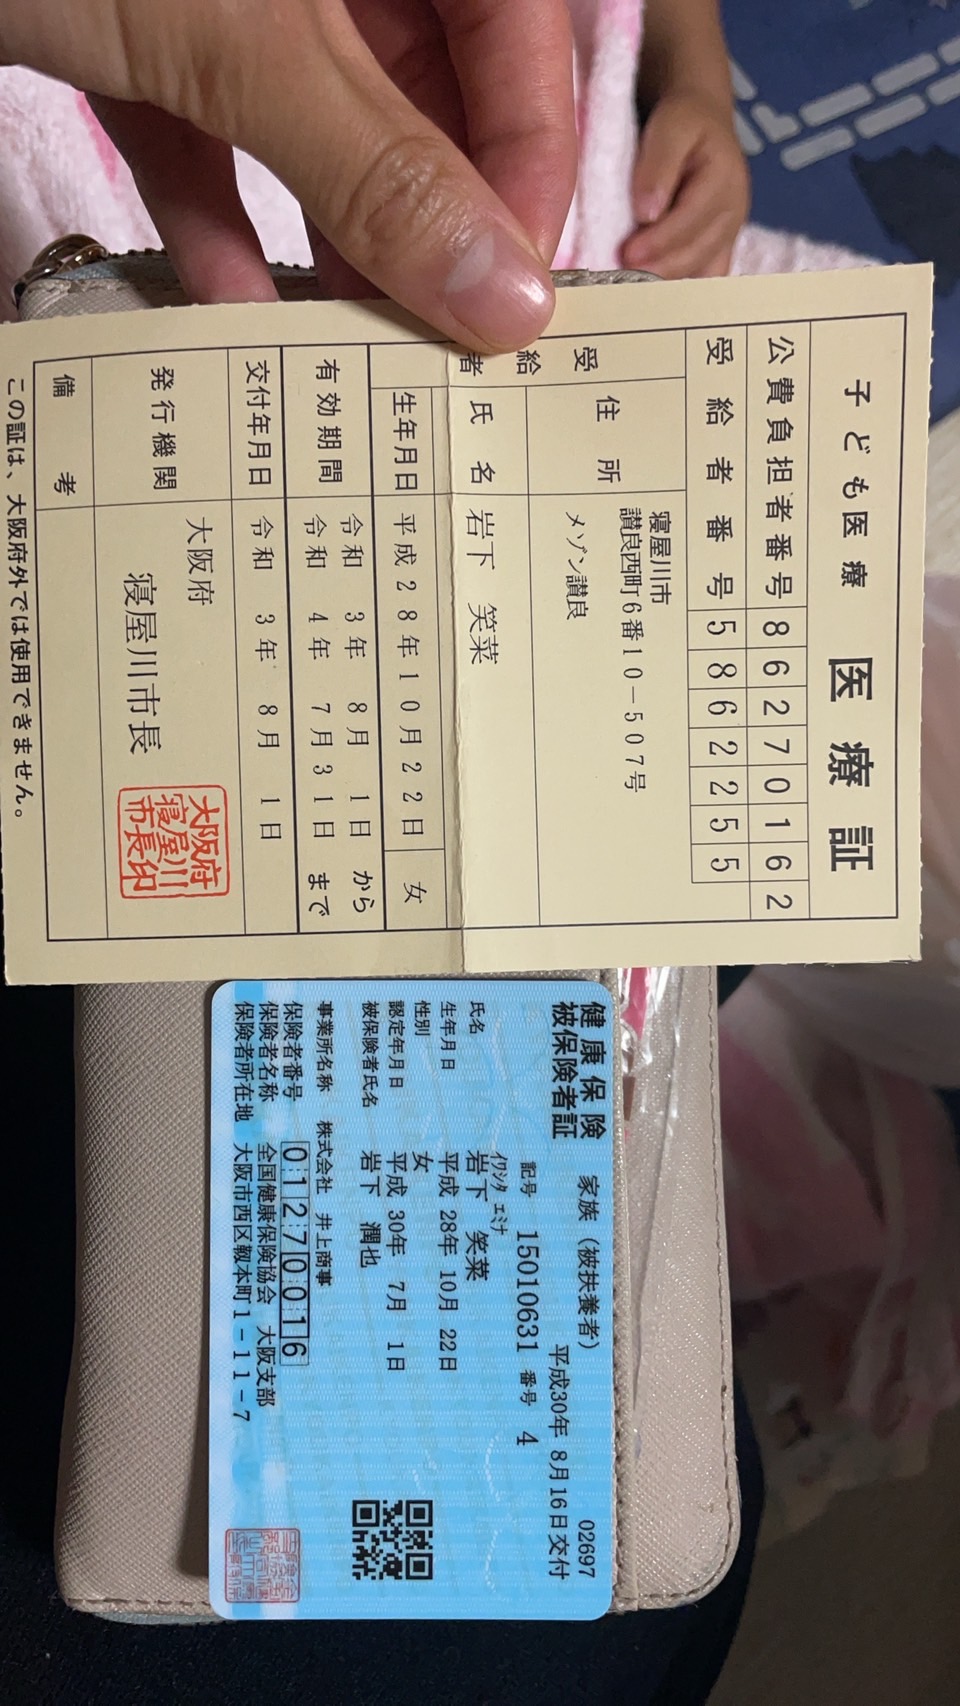 子ども医療 医療証
公費負担者番号 86270162
受給者番号 5862255
受給者
住所 寝屋川市
讃良西町6番10-507号
メゾン讃良
氏名 岩下 笑菜
生年月日 平成28年10月22日 女
有効期間 令和 3年 8月 1日 から
令和 4年 7月31日 まで
交付年月日 令和 3年 8月 1日
発行機関 大阪府
寝屋川市長
大阪府
寝屋川
市長印
備考
この証は、大阪府外では使用できません。
健康保険 家族(被扶養者) 02697
被保険者証 平成30年 8月16日交付
記号 15010631 番号 4
イワシタ エミナ
氏名 岩下 笑菜
生年月日 平成 28年 10月 22日
性別 女
認定年月日 平成 30年 7月 1日
被保険者氏名 岩下 潤也
事業所名称 株式会社 井上商事
保険者番号 01270016
保険者名称 全国健康保険協会 大阪支部
保険者所在地 大阪市西区靱本町1-11-7